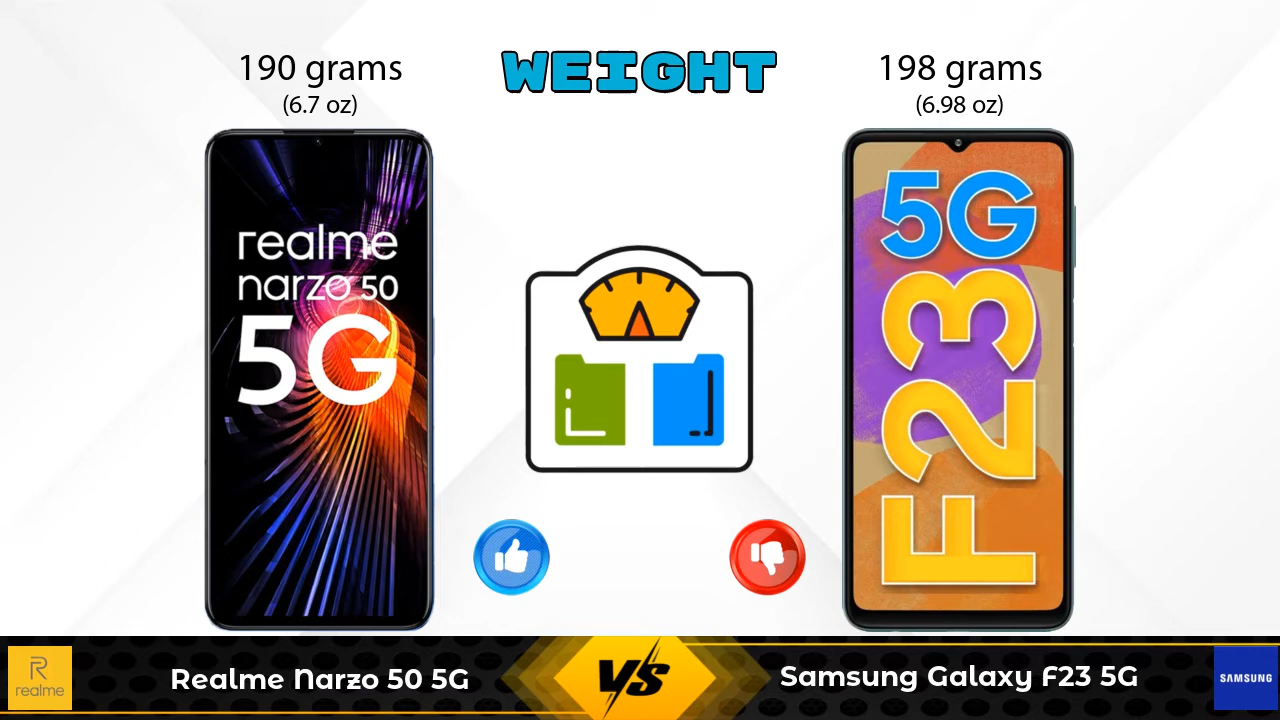 190 grams
(6.7 oz)
WEIGHT
198 grams
(6.98 oz)
realme
narzo 50
5G
5G
F23
R
realme
Realme Narzo 50 5G
VS
Samsung Galaxy F23 5G
SAMSUNG